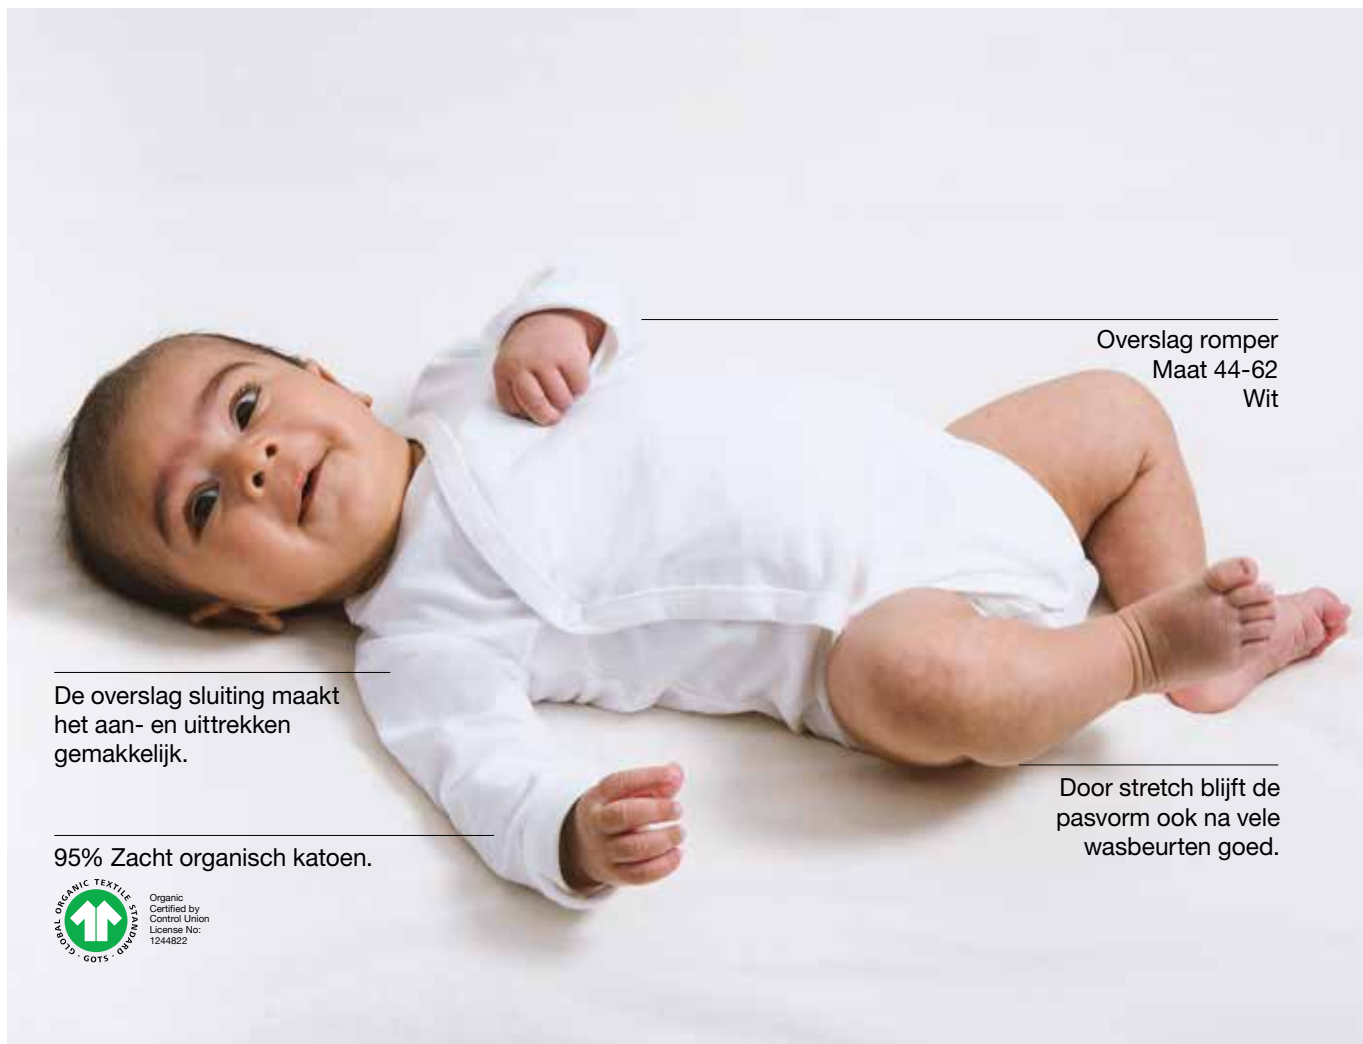 Overslag romper
Maat 44-62
Wit
De overslag sluiting maakt
het aan- en uittrekken
gemakkelijk.
Door stretch blijft de
pasvorm ook na vele
wasbeurten goed.
95% Zacht organisch katoen.
GLOBAL ORGANIC TEXTILE STANDARD · GOTS ·
Organic
Certified by
Control Union
License No:
1244822